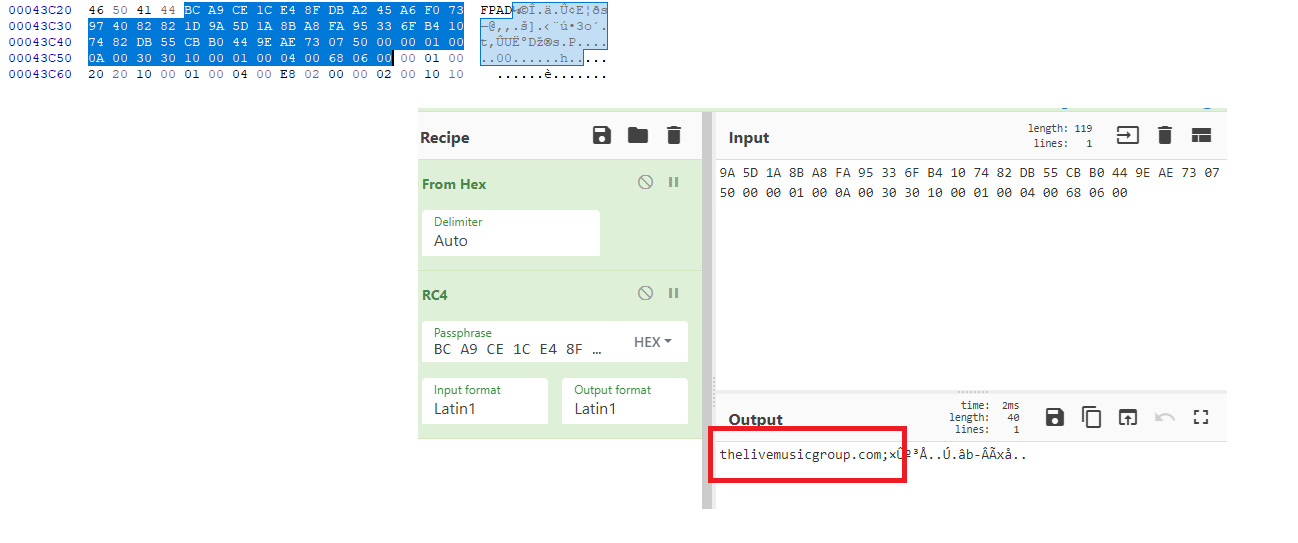 00043C20 46 50 41 44 BC A9 CE 1C E4 8F DB A2 45 A6 F0 73 FPAD¼©Î.ä.Û¢E¦ðs
00043C30 97 40 82 82 1D 9A 5D 1A 8B A8 FA 95 33 6F B4 10 —@‚‚.š].‹¨ú•3o´.
00043C40 74 82 DB 55 CB B0 44 9E AE 73 07 50 00 00 01 00 t‚ÛUË°Dž®s.P....
00043C50 0A 00 30 30 10 00 01 00 04 00 68 06 00 00 01 00 ..00......h.....
00043C60 20 20 10 00 01 00 04 00 E8 02 00 00 02 00 10 10 ......è.......
Recipe
From Hex
Delimiter
Auto
RC4
Passphrase
BC A9 CE 1C E4 8F …
HEX
Input format
Latin1
Output format
Latin1
Input
length: 119
lines: 1
9A 5D 1A 8B A8 FA 95 33 6F B4 10 74 82 DB 55 CB B0 44 9E AE 73 07
50 00 00 01 00 0A 00 30 30 10 00 01 00 04 00 68 06 00
Output
time: 2ms
length: 40
lines: 1
thelivemusicgroup.com;×Ûº³Å..Ú.âb-ÂÃxå..